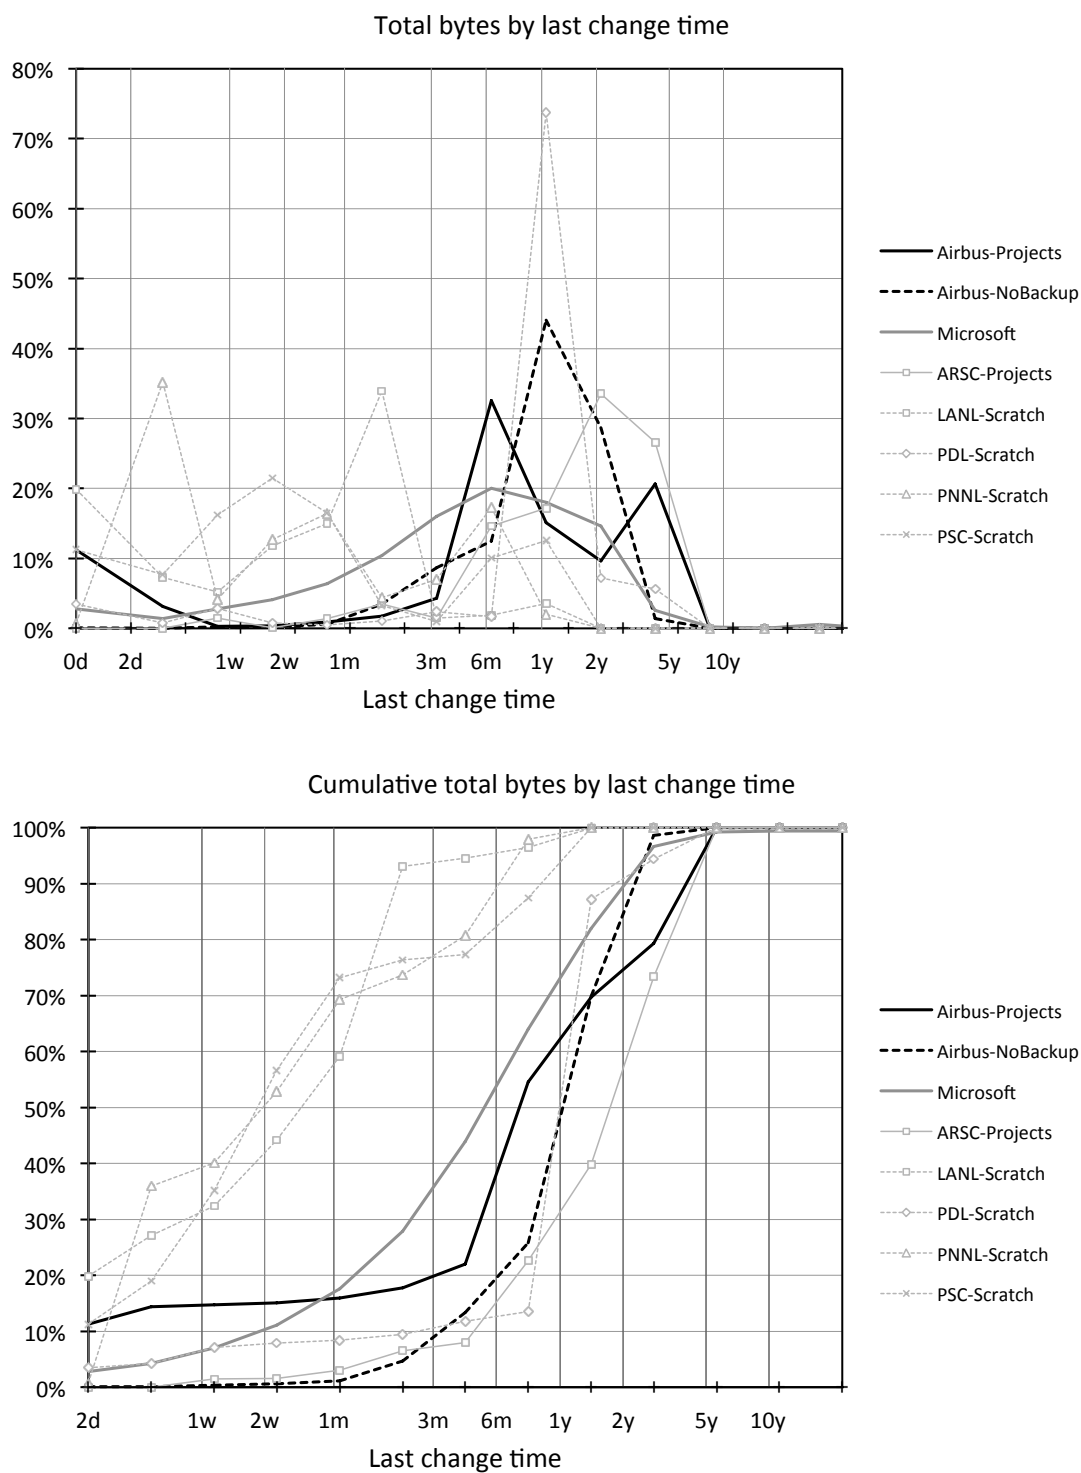 Total bytes by last change time
80%
70%
60%
50%
40%
30%
20%
10%
0%
0d 2d 1w 2w 1m 3m 6m 1y 2y 5y 10y
Last change time
Airbus-Projects
Airbus-NoBackup
Microsoft
ARSC-Projects
LANL-Scratch
PDL-Scratch
PNNL-Scratch
PSC-Scratch
Cumulative total bytes by last change time
100%
90%
80%
70%
60%
50%
40%
30%
20%
10%
0%
2d 1w 2w 1m 3m 6m 1y 2y 5y 10y
Last change time
Airbus-Projects
Airbus-NoBackup
Microsoft
ARSC-Projects
LANL-Scratch
PDL-Scratch
PNNL-Scratch
PSC-Scratch